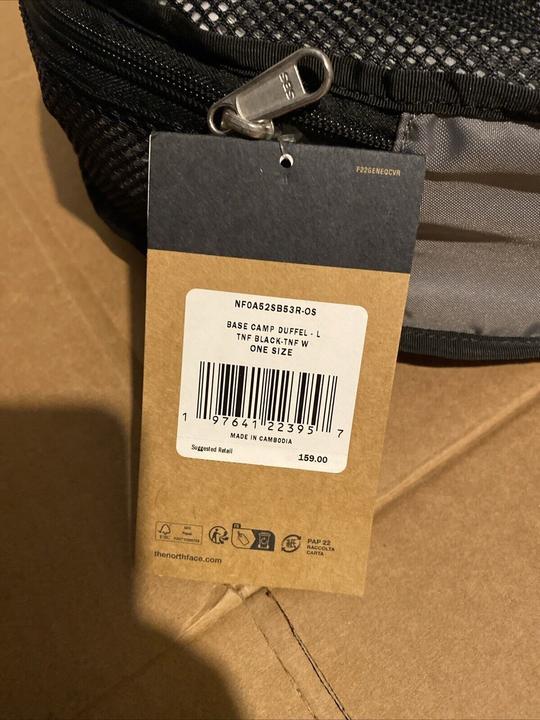 SBS
F22GENEQCVR
NF0A52SB53R-OS
BASE CAMP DUFFEL - L
TNF BLACK-TNF W
ONE SIZE
1 97641 22395 7
MADE IN CAMBODIA
Suggested Retail 159.00
PAP 22
RACCOLTA
CARTA
thenorthface.com